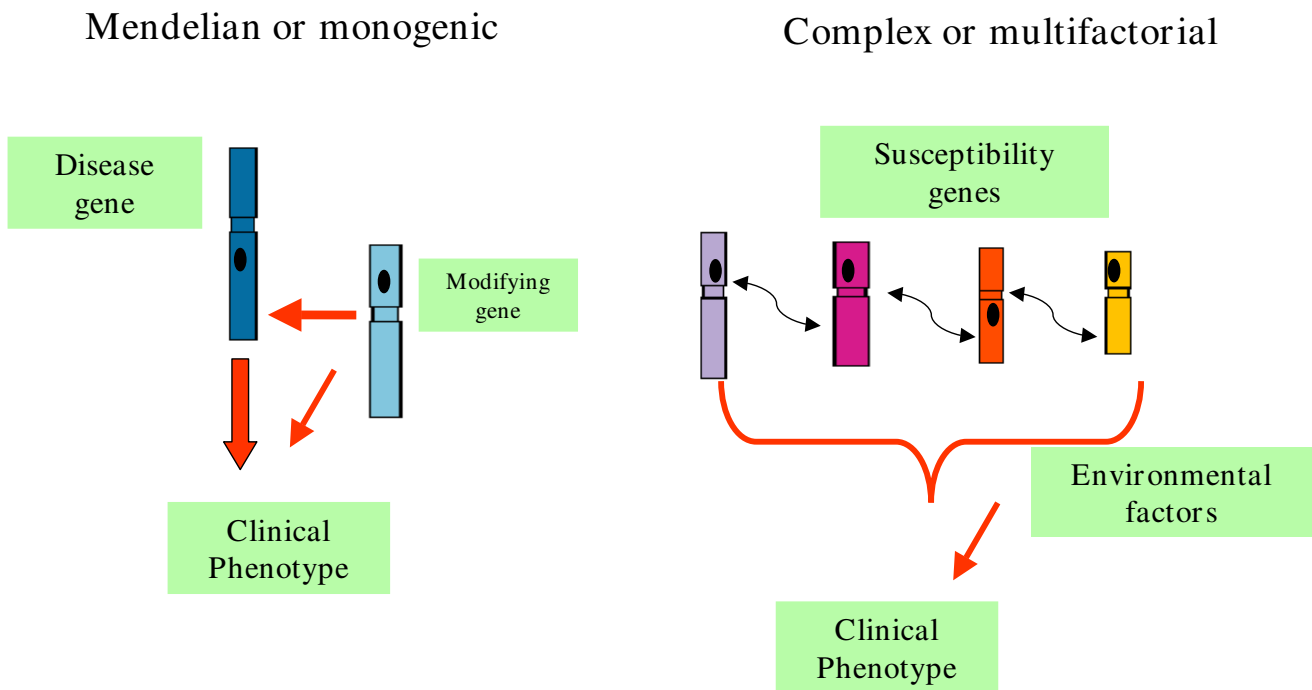 Mendelian or monogenic
Complex or multifactorial
Disease
gene
Modifying
gene
Clinical
Phenotype
Susceptibility
genes
Environmental
factors
Clinical
Phenotype